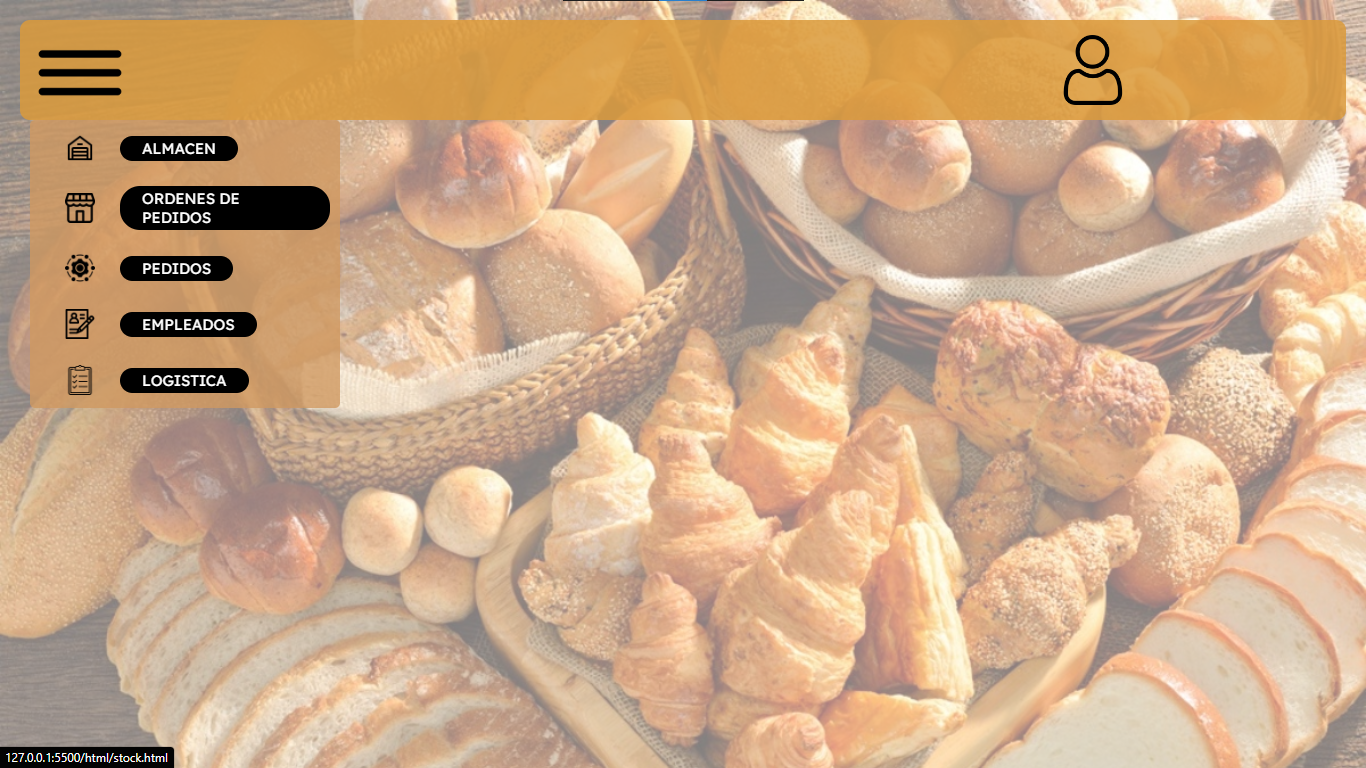 ALMACEN
ORDENES DE
PEDIDOS
PEDIDOS
EMPLEADOS
LOGISTICA
127.0.0.1:5500/html/stock.html